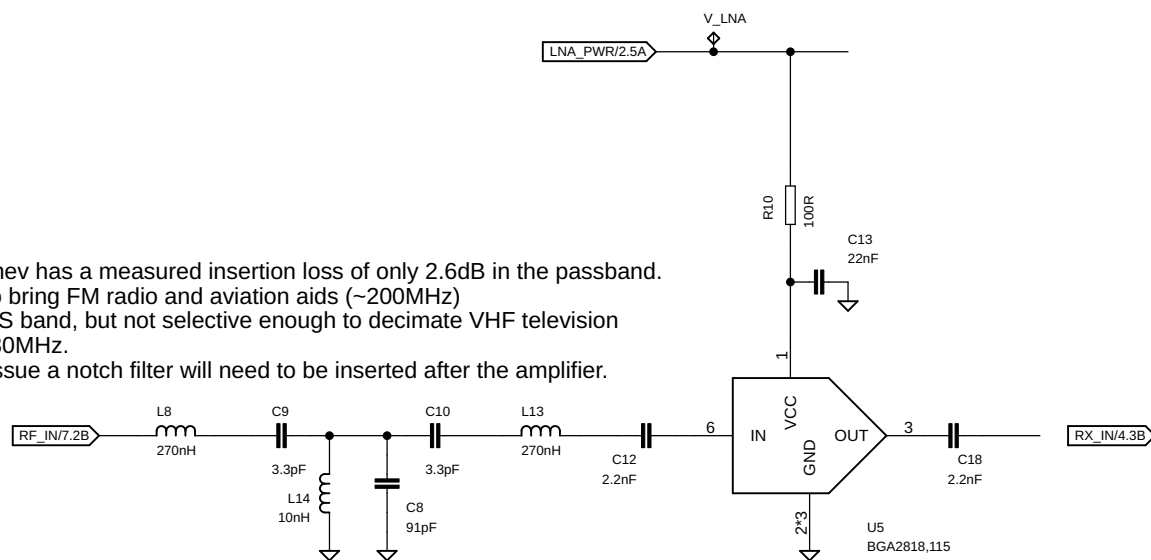 V_LNA
LNA_PWR/2.5A
R10
100R
C13
22nF
hev has a measured insertion loss of only 2.6dB in the passband.
bring FM radio and aviation aids (~200MHz)
S band, but not selective enough to decimate VHF television
30MHz.
ssue a notch filter will need to be inserted after the amplifier.
1
L8
C9
C10
L13
RF_IN/7.2B
270nH
3.3pF
3.3pF
270nH
C12
2.2nF
6
IN
VCC
GND
OUT
3
RX_IN/4.3B
C18
2.2nF
L14
10nH
C8
91pF
2*3
U5
BGA2818,115